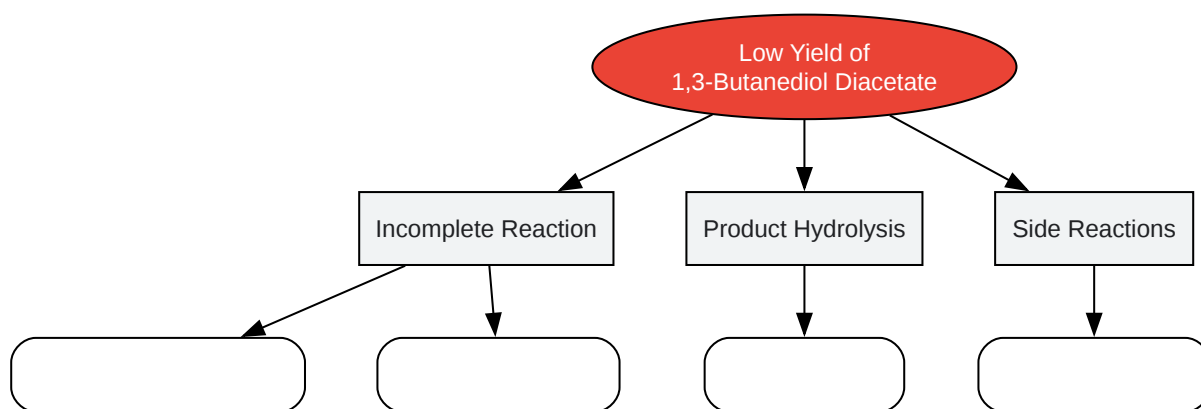 Low Yield of
1,3-Butanediol Diacetate
Incomplete Reaction
Product Hydrolysis
Side Reactions